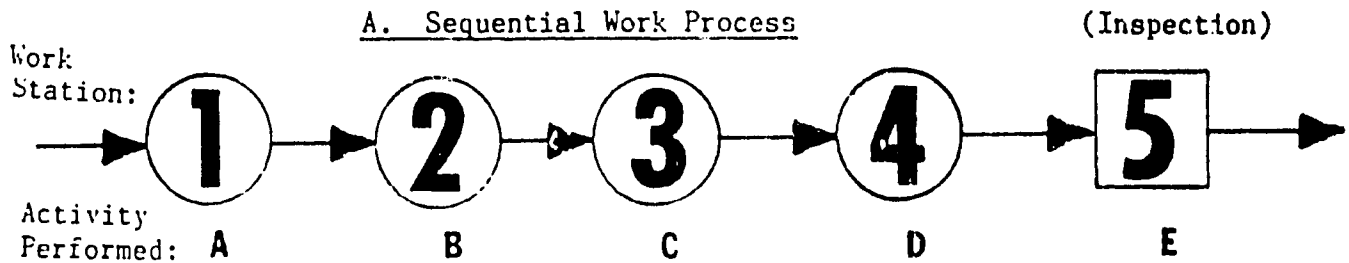 A. Sequential Work Process
(Inspection)
Work
Station:
1 2 3 4 5
Activity
Performed: A B C D E